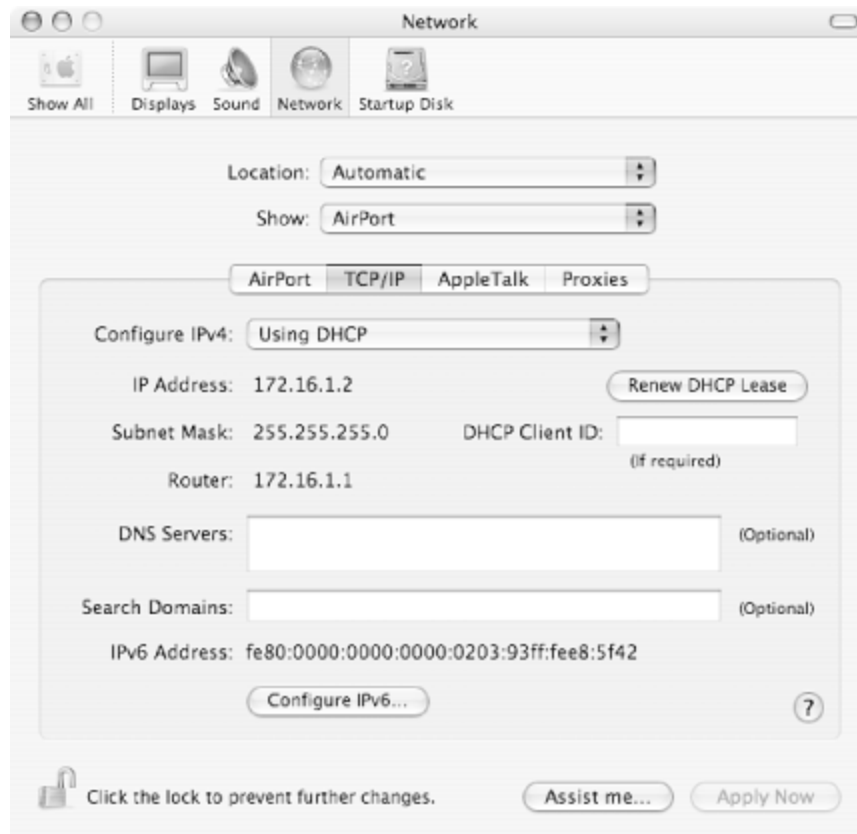 Network
Show All Displays Sound Network Startup Disk
Location: Automatic
Show: AirPort
AirPort TCP/IP AppleTalk Proxies
Configure IPv4: Using DHCP
IP Address: 172.16.1.2 Renew DHCP Lease
Subnet Mask: 255.255.255.0 DHCP Client ID:
(If required)
Router: 172.16.1.1
DNS Servers: (Optional)
Search Domains: (Optional)
IPv6 Address: fe80:0000:0000:0000:0203:93ff:fee8:5f42
Configure IPv6... ?
Click the lock to prevent further changes. Assist me... Apply Now